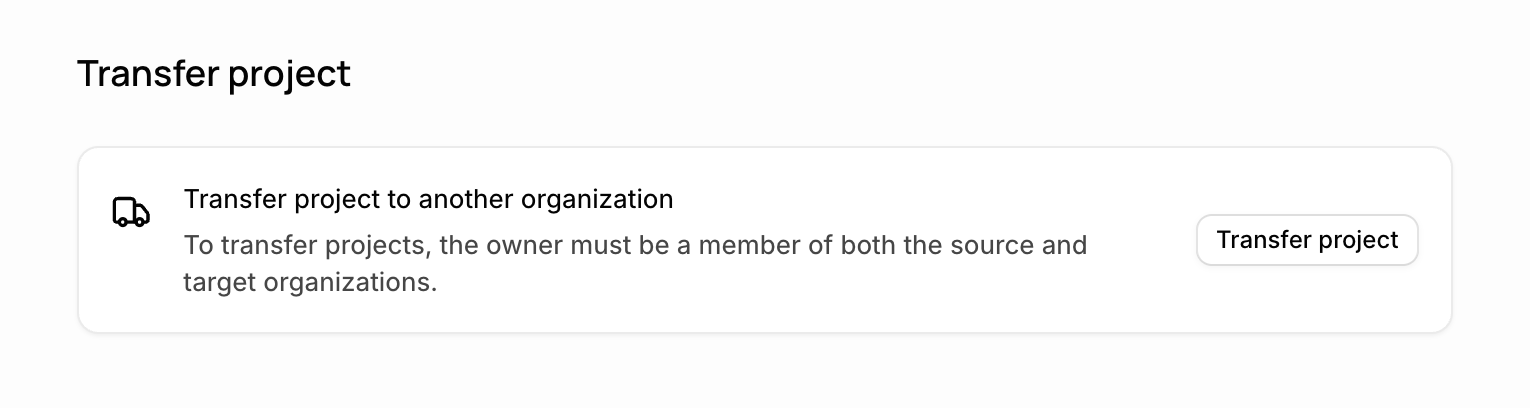 Transfer project
Transfer project to another organization
To transfer projects, the owner must be a member of both the source and
target organizations.
Transfer project